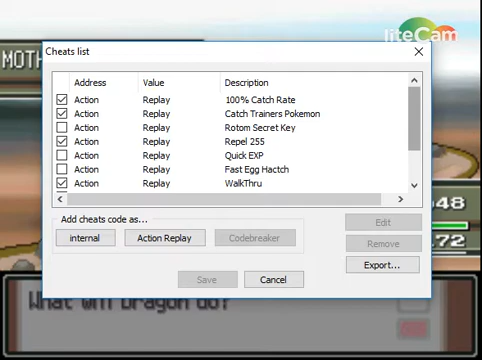 liteCam
MOTH
Cheats list
Address Value Description
Action Replay 100% Catch Rate
Action Replay Catch Trainers Pokemon
Action Replay Rotom Secret Key
Action Replay Repel 255
Action Replay Quick EXP
Action Replay Fast Egg Hactch
Action Replay WalkThru
Add cheats code as...
internal Action Replay Codebreaker
Edit
Remove
Export...
Save Cancel
48
172
What will Dragon do?